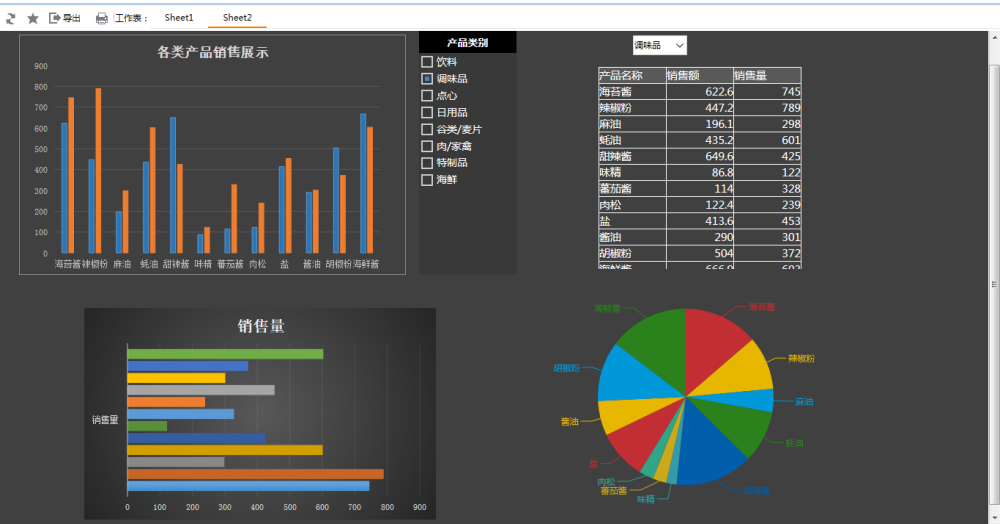 导出 工作表： Sheet1 Sheet2
各类产品销售展示
900
800
700
600
500
400
300
200
100
0
海苔酱 辣椒粉 麻油 蚝油 甜辣酱 味精 番茄酱 肉松 盐 酱油 胡椒粉 海鲜酱
产品类别
饮料
调味品
点心
日用品
谷类/麦片
肉/家禽
特制品
海鲜
调味品
产品名称 销售额 销售量
海苔酱 622.6 745
辣椒粉 447.2 789
麻油 196.1 298
蚝油 435.2 601
甜辣酱 649.6 425
味精 86.8 122
番茄酱 114 328
肉松 122.4 239
盐 413.6 453
酱油 290 301
胡椒粉 504 372
海鲜酱 666.9 603
销售量
销售量
0 100 200 300 400 500 600 700 800 900
海鲜酱
海苔酱
胡椒粉
辣椒粉
麻油
酱油
蚝油
盐
肉松
番茄酱
味精
甜辣酱